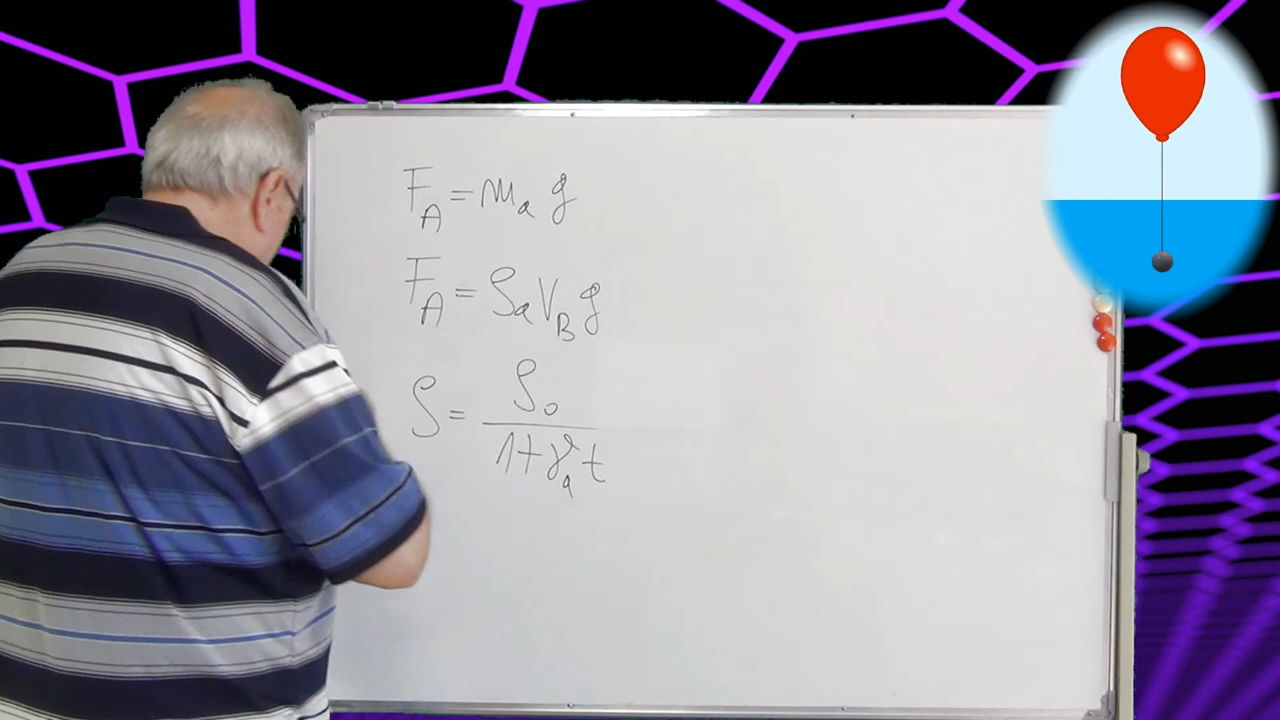 F_A = m_a g
F_A = ρ_a V_B g
ρ = ρ_0 / (1 + γ_a t)